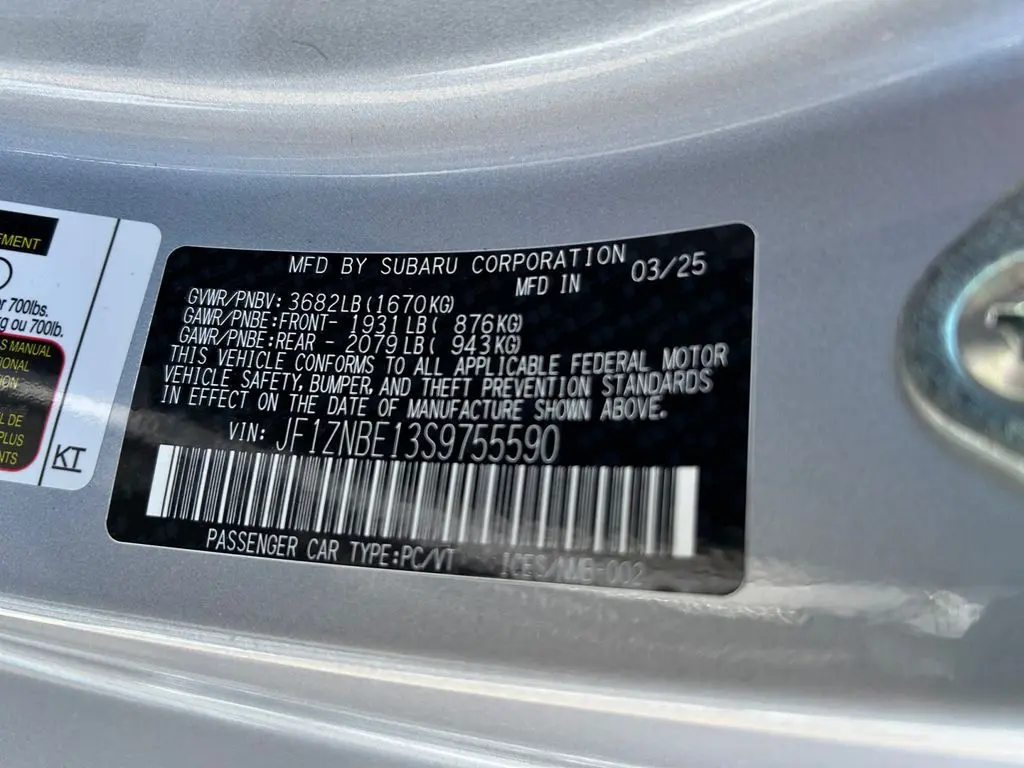 EMENT
r 700lbs.
g ou 700lb.
S MANUAL
IONAL
ION
L DE
PLUS
NTS
KT
MFD BY SUBARU CORPORATION
MFD IN 03/25
GVWR/PNBV: 3682LB(1670KG)
GAWR/PNBE:FRONT- 1931LB( 876KG)
GAWR/PNBE:REAR - 2079LB( 943KG)
THIS VEHICLE CONFORMS TO ALL APPLICABLE FEDERAL MOTOR
VEHICLE SAFETY, BUMPER, AND THEFT PREVENTION STANDARDS
IN EFFECT ON THE DATE OF MANUFACTURE SHOWN ABOVE.
VIN: JF1ZNBE13S9755590
PASSENGER CAR TYPE:PC/VT ICES/NMB-002